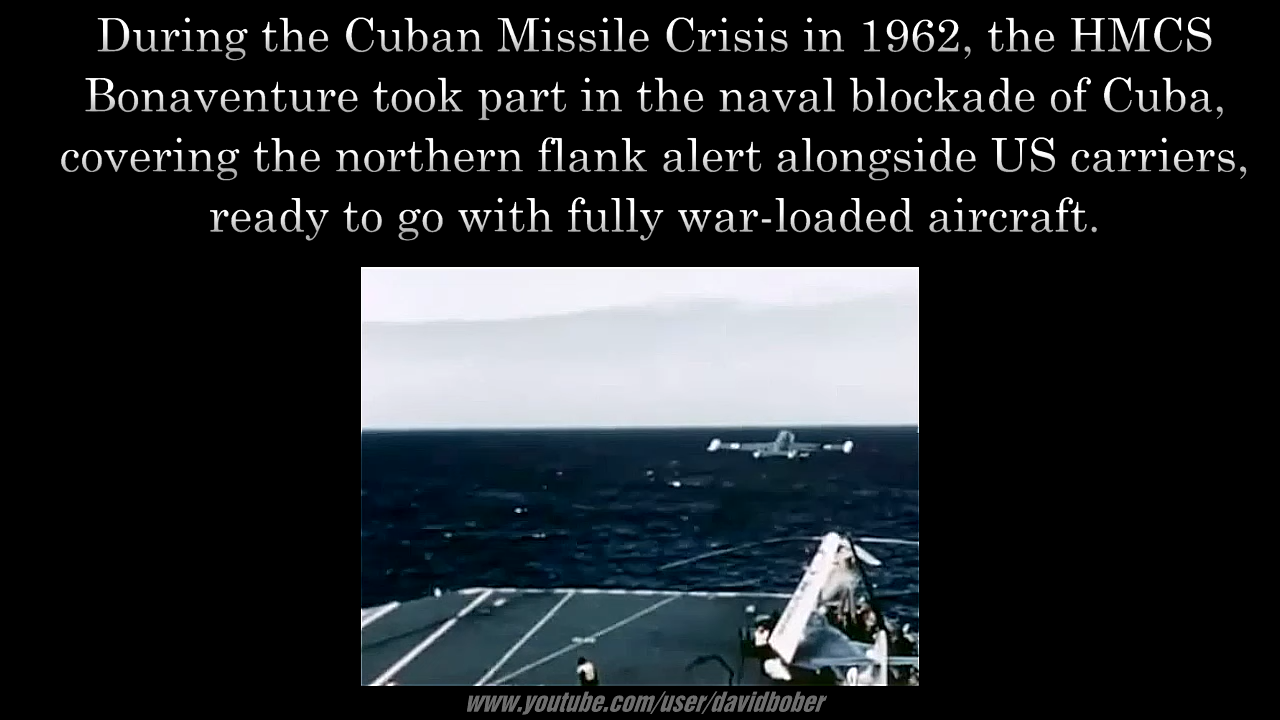 During the Cuban Missile Crisis in 1962, the HMCS
Bonaventure took part in the naval blockade of Cuba,
covering the northern flank alert alongside US carriers,
ready to go with fully war-loaded aircraft.
www.youtube.com/user/davidbober